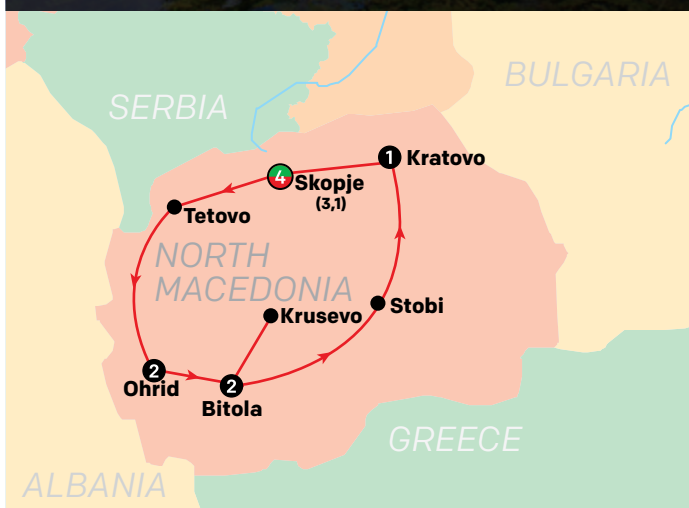 BULGARIA
SERBIA
1 Kratovo
4 Skopje
(3,1)
Tetovo
NORTH
MACEDONIA
Stobi
Krusevo
2
Ohrid
2
Bitola
GREECE
ALBANIA